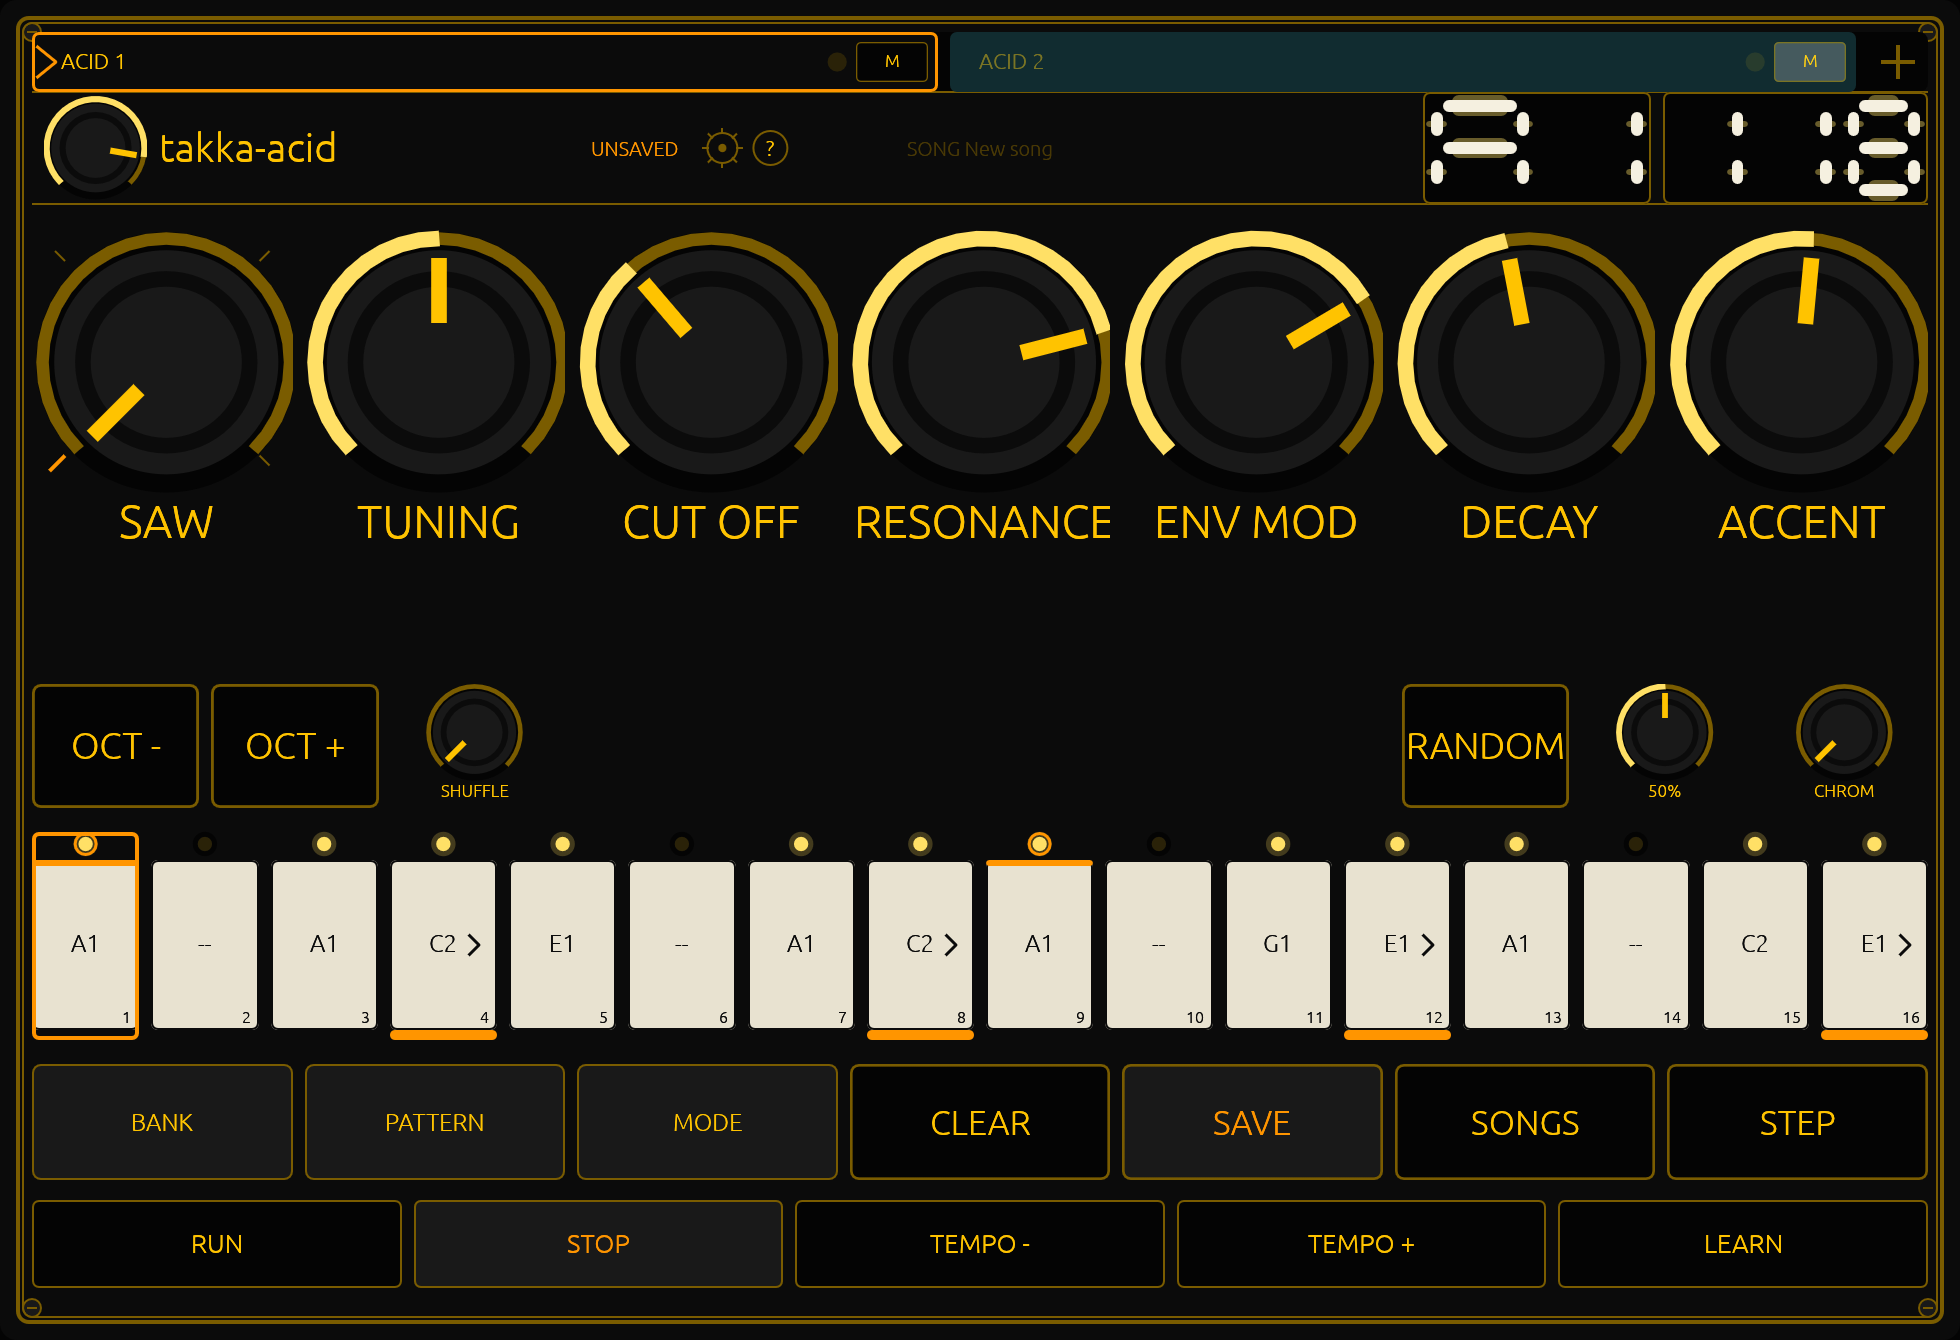 ACID 1
M
ACID 2
M
takka-acid
UNSAVED
?
SONG New song
A1
118
SAW
TUNING
CUT OFF
RESONANCE
ENV MOD
DECAY
ACCENT
OCT -
OCT +
SHUFFLE
RANDOM
50%
CHROM
A1
1
--
2
A1
3
C2
4
E1
5
--
6
A1
7
C2
8
A1
9
--
10
G1
11
E1
12
A1
13
--
14
C2
15
E1
16
BANK
PATTERN
MODE
CLEAR
SAVE
SONGS
STEP
RUN
STOP
TEMPO -
TEMPO +
LEARN